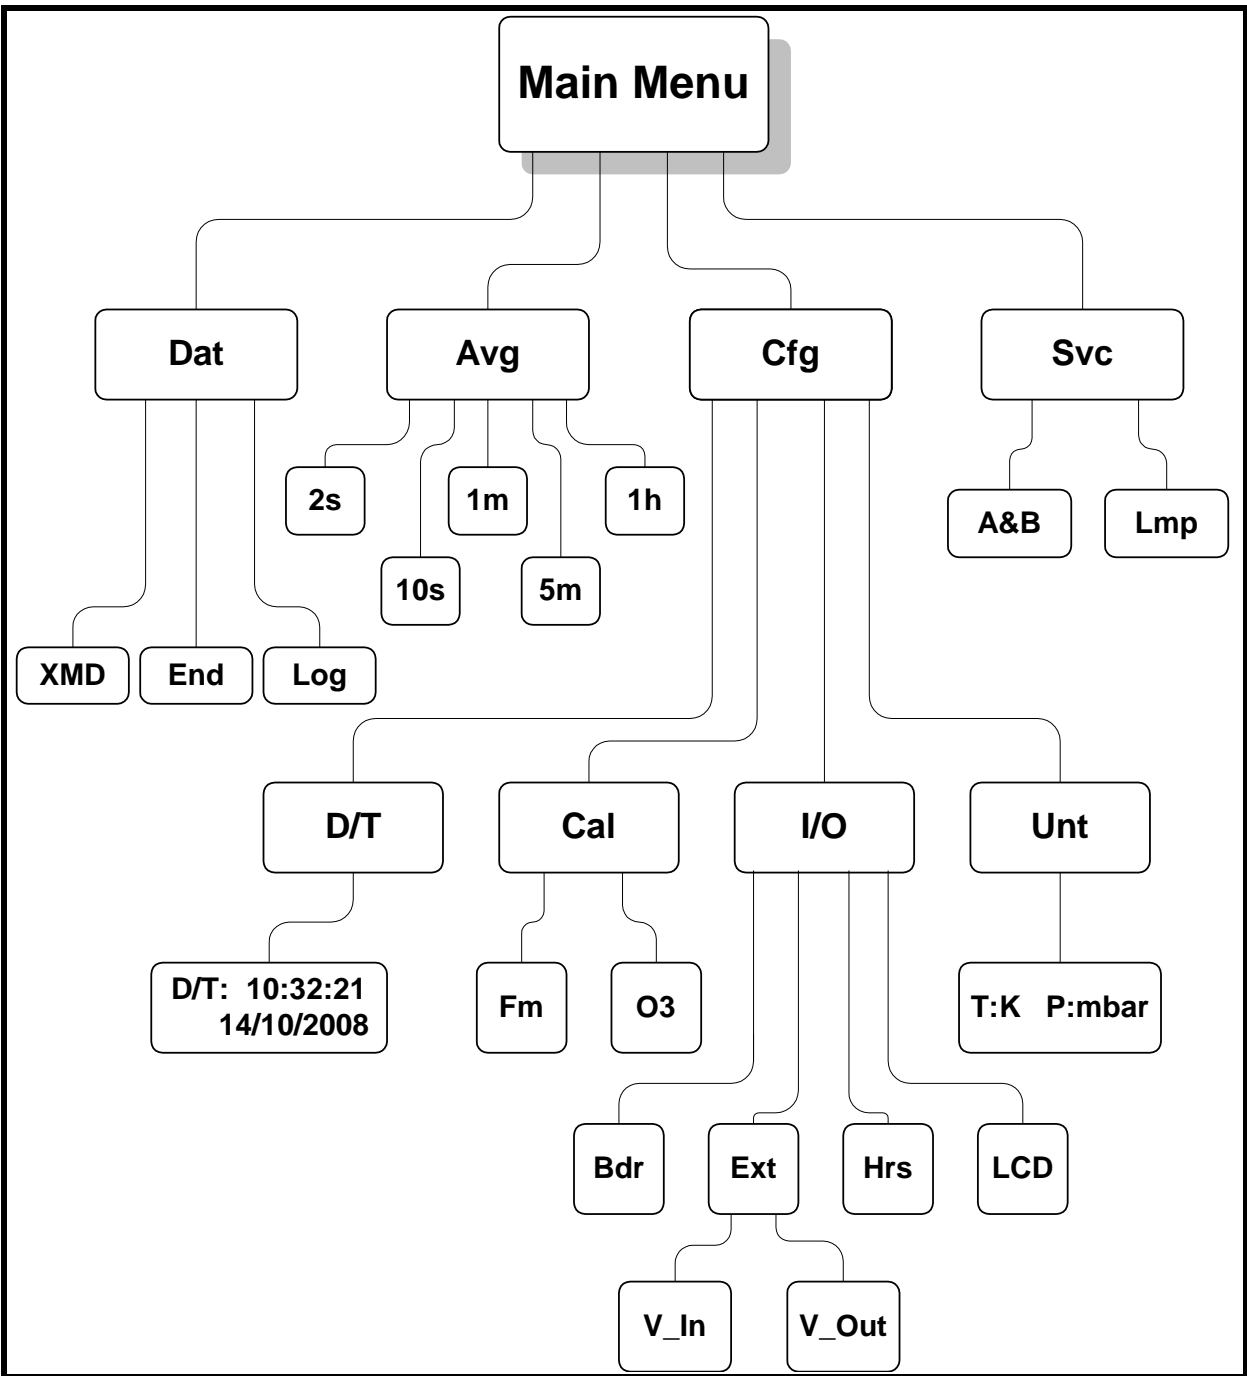 Main Menu
Dat
Avg
Cfg
Svc
2s
1m
1h
A&B
Lmp
10s
5m
XMD
End
Log
D/T
Cal
I/O
Unt
D/T: 10:32:21
14/10/2008
Fm
O3
T:K P:mbar
Bdr
Ext
Hrs
LCD
V_In
V_Out